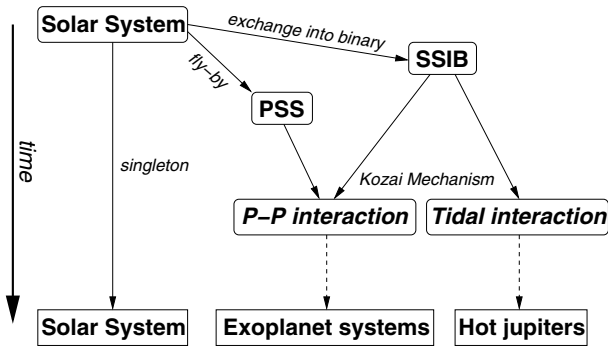 Solar System
exchange into binary
SSIB
fly-by
PSS
time
singleton
Kozai Mechanism
P-P interaction
Tidal interaction
Solar System
Exoplanet systems
Hot jupiters